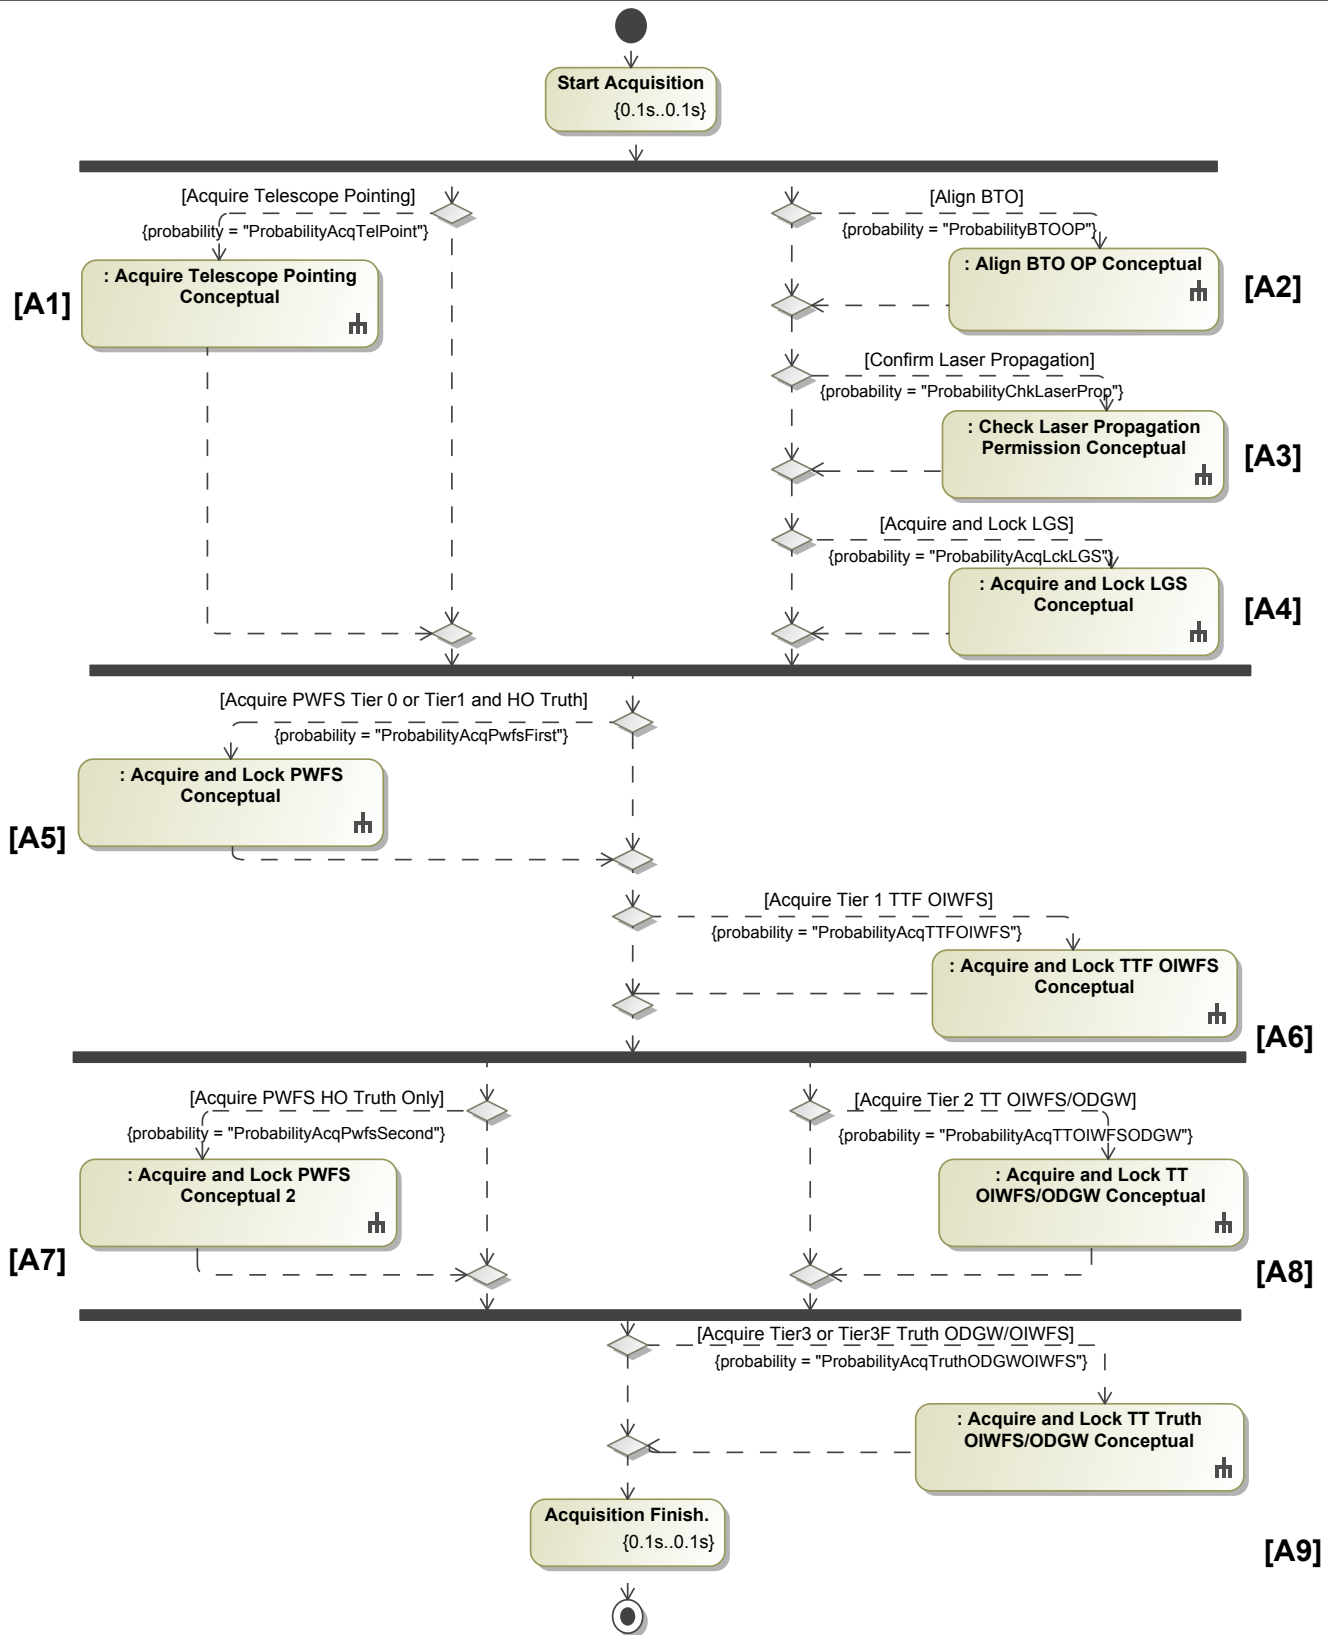 Start Acquisition
{0.1s..0.1s}
[Acquire Telescope Pointing]
{probability = "ProbabilityAcqTelPoint"}
: Acquire Telescope Pointing
Conceptual
[A1]
[Align BTO]
{probability = "ProbabilityBTOOP"}
: Align BTO OP Conceptual
[A2]
[Confirm Laser Propagation]
{probability = "ProbabilityChkLaserProp"}
: Check Laser Propagation
Permission Conceptual
[A3]
[Acquire and Lock LGS]
{probability = "ProbabilityAcqLckLGS"}
: Acquire and Lock LGS
Conceptual
[A4]
[Acquire PWFS Tier 0 or Tier1 and HO Truth]
{probability = "ProbabilityAcqPwfsFirst"}
: Acquire and Lock PWFS
Conceptual
[A5]
[Acquire Tier 1 TTF OIWFS]
{probability = "ProbabilityAcqTTFOIWFS"}
: Acquire and Lock TTF OIWFS
Conceptual
[A6]
[Acquire PWFS HO Truth Only]
{probability = "ProbabilityAcqPwfsSecond"}
: Acquire and Lock PWFS
Conceptual 2
[A7]
[Acquire Tier 2 TT OIWFS/ODGW]
{probability = "ProbabilityAcqTTOIWFSODGW"}
: Acquire and Lock TT
OIWFS/ODGW Conceptual
[A8]
[Acquire Tier3 or Tier3F Truth ODGW/OIWFS]
{probability = "ProbabilityAcqTruthODGWOIWFS"}
: Acquire and Lock TT Truth
OIWFS/ODGW Conceptual
Acquisition Finish.
{0.1s..0.1s}
[A9]